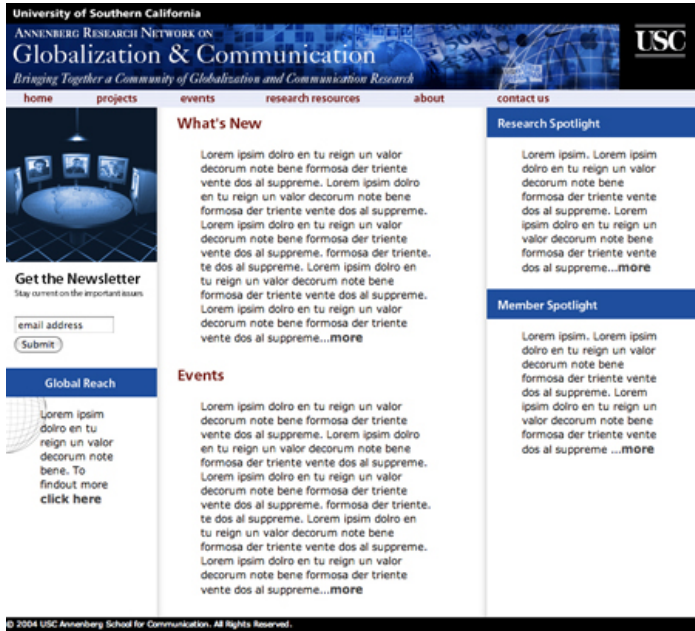 University of Southern California
ANNENBERG RESEARCH NETWORK ON
Globalization & Communication
Bringing Together a Community of Globalization and Communication Research
USC
home projects events research resources about contact us
Get the Newsletter
Stay current on the important issues
email address
Submit
Global Reach
Lorem ipsim
dolro en tu
reign un valor
decorum note
bene. To
findout more
click here
What's New
Lorem ipsim dolro en tu reign un valor
decorum note bene formosa der triente
vente dos al suppreme. Lorem ipsim dolro
en tu reign un valor decorum note bene
formosa der triente vente dos al suppreme.
Lorem ipsim dolro en tu reign un valor
decorum note bene formosa der triente
vente dos al suppreme. formosa der triente.
te dos al suppreme. Lorem ipsim dolro en
tu reign un valor decorum note bene
formosa der triente vente dos al suppreme.
Lorem ipsim dolro en tu reign un valor
decorum note bene formosa der triente
vente dos al suppreme...more
Events
Lorem ipsim dolro en tu reign un valor
decorum note bene formosa der triente
vente dos al suppreme. Lorem ipsim dolro
en tu reign un valor decorum note bene
formosa der triente vente dos al suppreme.
Lorem ipsim dolro en tu reign un valor
decorum note bene formosa der triente
vente dos al suppreme. formosa der triente.
te dos al suppreme. Lorem ipsim dolro en
tu reign un valor decorum note bene
formosa der triente vente dos al suppreme.
Lorem ipsim dolro en tu reign un valor
decorum note bene formosa der triente
vente dos al suppreme...more
Research Spotlight
Lorem ipsim. Lorem ipsim
dolro en tu reign un valor
decorum note bene
formosa der triente vente
dos al suppreme. Lorem
ipsim dolro en tu reign un
valor decorum note bene
formosa der triente vente
dos al suppreme...more
Member Spotlight
Lorem ipsim. Lorem ipsim
dolro en tu reign un valor
decorum note bene
formosa der triente vente
dos al suppreme. Lorem
ipsim dolro en tu reign un
valor decorum note bene
formosa der triente vente
dos al suppreme ...more
© 2004 USC Annenberg School for Communication. All Rights Reserved.